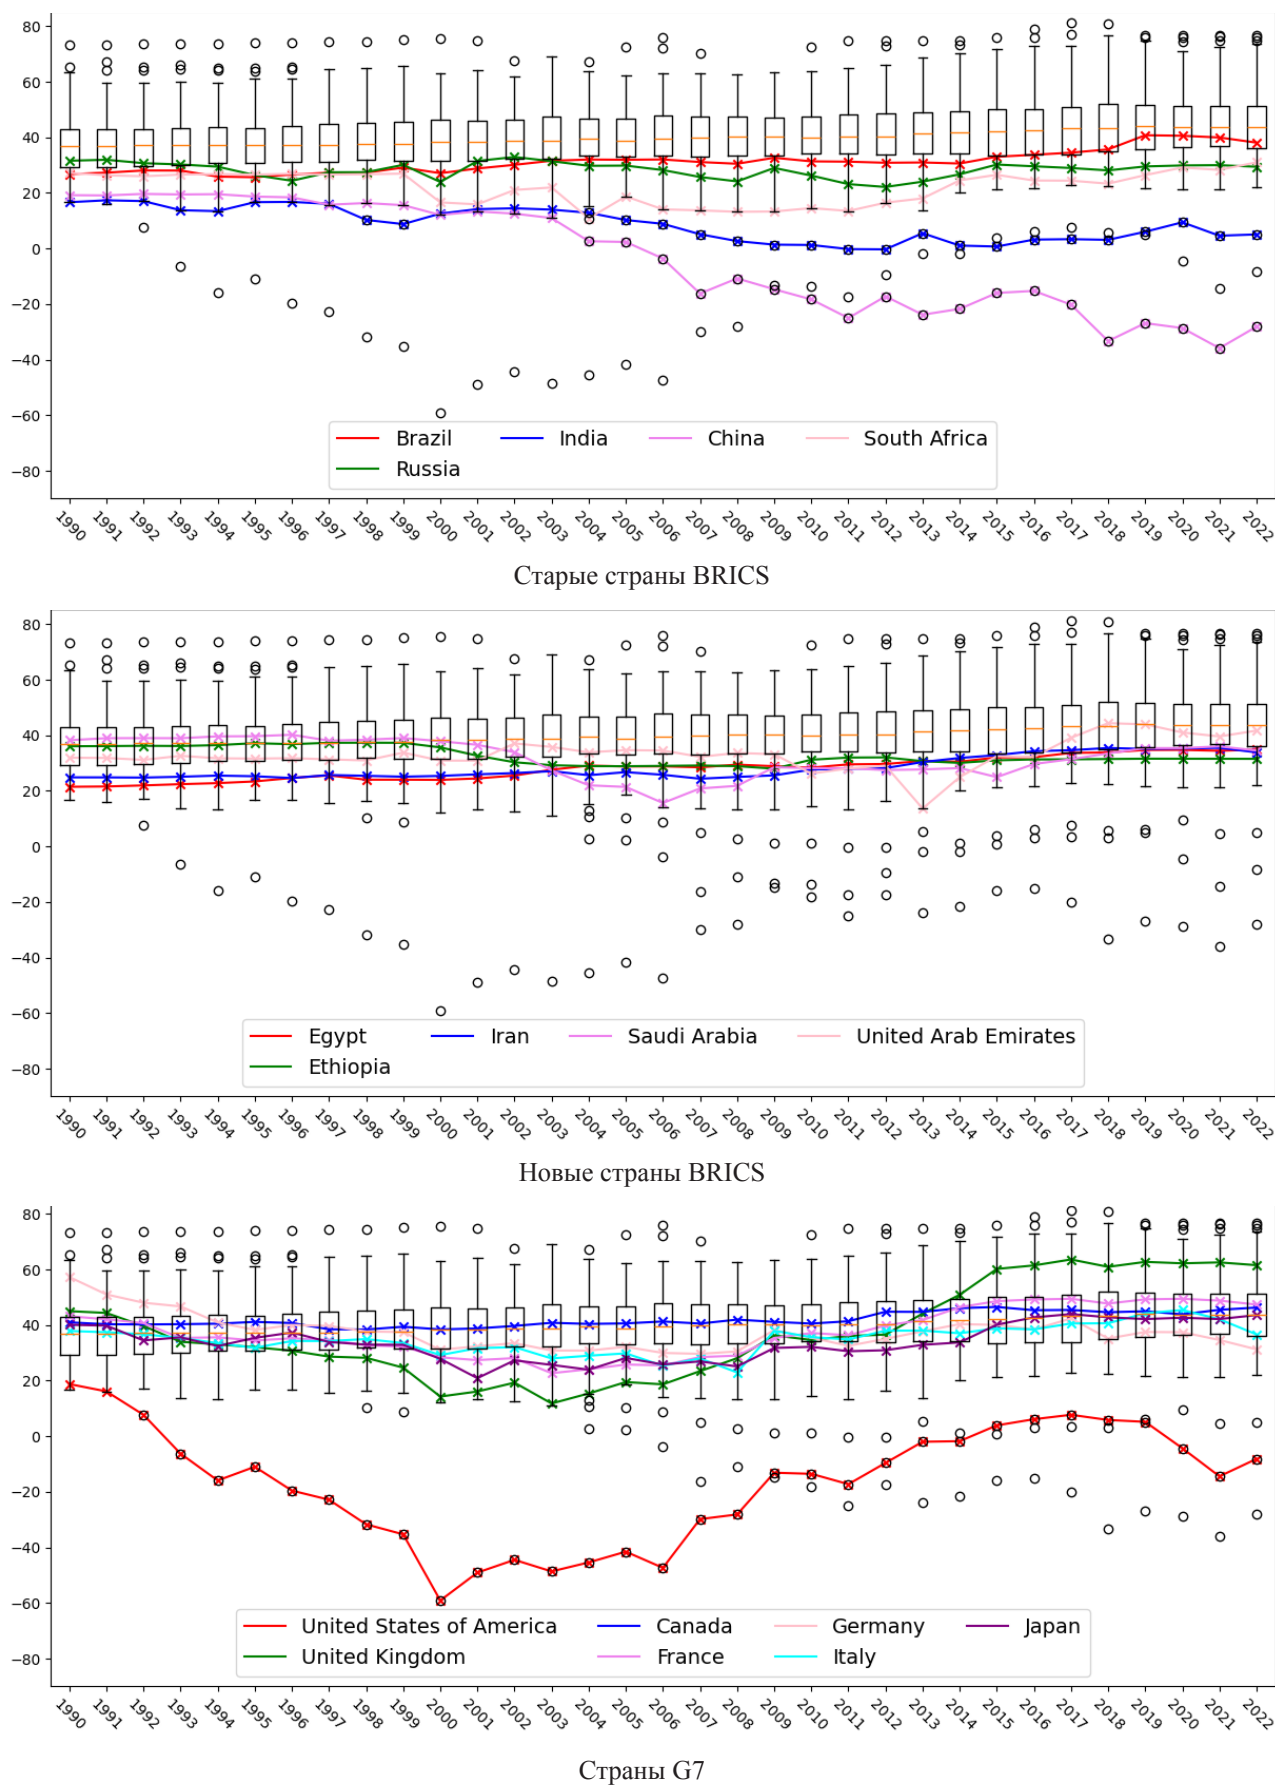 80
60
40
20
0
−20
−40
−60
−80
Brazil India China South Africa
Russia
1990 1991 1992 1993 1994 1995 1996 1997 1998 1999 2000 2001 2002 2003 2004 2005 2006 2007 2008 2009 2010 2011 2012 2013 2014 2015 2016 2017 2018 2019 2020 2021 2022
Старые страны BRICS
80
60
40
20
0
−20
−40
−60
−80
Egypt Iran Saudi Arabia United Arab Emirates
Ethiopia
1990 1991 1992 1993 1994 1995 1996 1997 1998 1999 2000 2001 2002 2003 2004 2005 2006 2007 2008 2009 2010 2011 2012 2013 2014 2015 2016 2017 2018 2019 2020 2021 2022
Новые страны BRICS
80
60
40
20
0
−20
−40
−60
−80
United States of America Canada Germany Japan
United Kingdom France Italy
1990 1991 1992 1993 1994 1995 1996 1997 1998 1999 2000 2001 2002 2003 2004 2005 2006 2007 2008 2009 2010 2011 2012 2013 2014 2015 2016 2017 2018 2019 2020 2021 2022
Страны G7